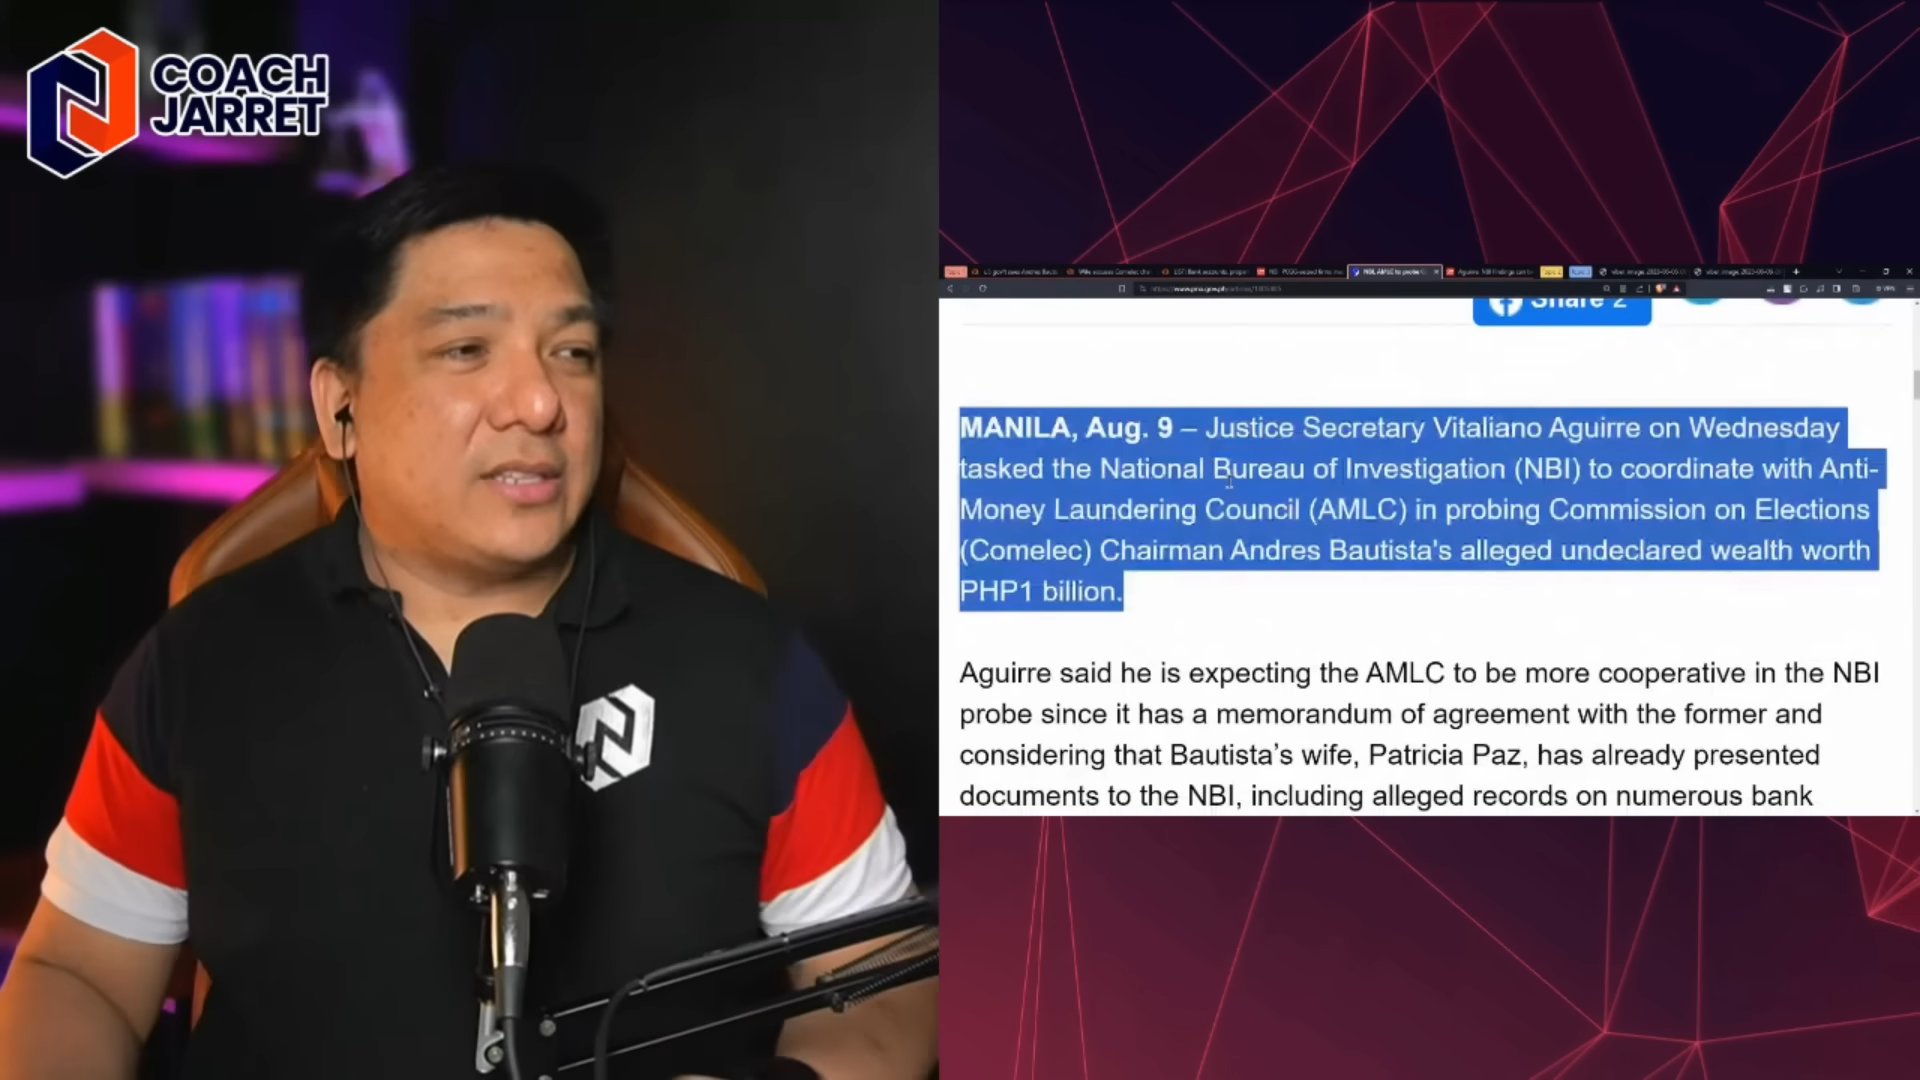 COACH
JARRET
Share 2
MANILA, Aug. 9 – Justice Secretary Vitaliano Aguirre on Wednesday
tasked the National Bureau of Investigation (NBI) to coordinate with Anti-
Money Laundering Council (AMLC) in probing Commission on Elections
(Comelec) Chairman Andres Bautista's alleged undeclared wealth worth
PHP1 billion.
Aguirre said he is expecting the AMLC to be more cooperative in the NBI
probe since it has a memorandum of agreement with the former and
considering that Bautista’s wife, Patricia Paz, has already presented
documents to the NBI, including alleged records on numerous bank